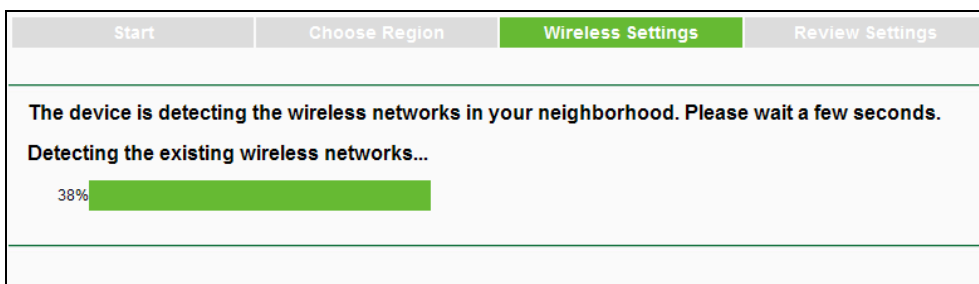 Start Choose Region Wireless Settings Review Settings
The device is detecting the wireless networks in your neighborhood. Please wait a few seconds.
Detecting the existing wireless networks...
38%